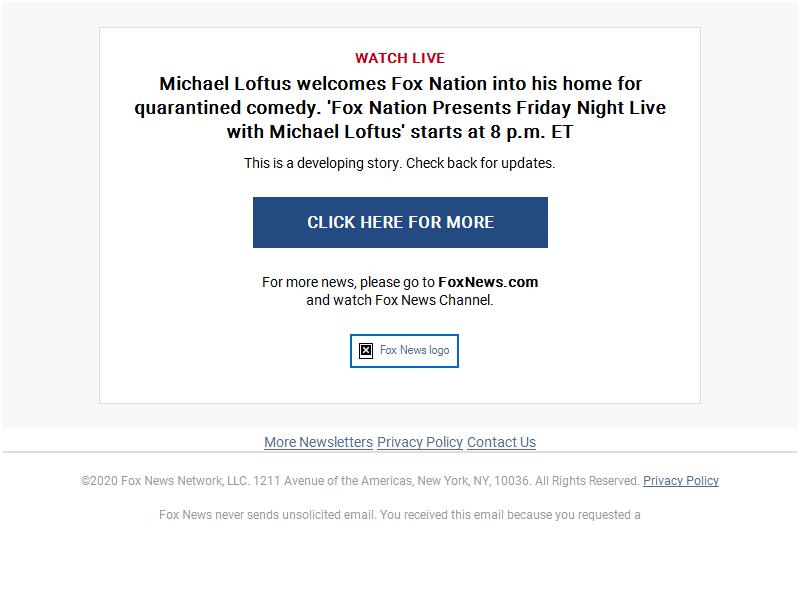 WATCH LIVE
Michael Loftus welcomes Fox Nation into his home for
quarantined comedy. 'Fox Nation Presents Friday Night Live
with Michael Loftus' starts at 8 p.m. ET
This is a developing story. Check back for updates.
CLICK HERE FOR MORE
For more news, please go to FoxNews.com
and watch Fox News Channel.
Fox News logo
More Newsletters Privacy Policy Contact Us
©2020 Fox News Network, LLC. 1211 Avenue of the Americas, New York, NY, 10036. All Rights Reserved. Privacy Policy
Fox News never sends unsolicited email. You received this email because you requested a